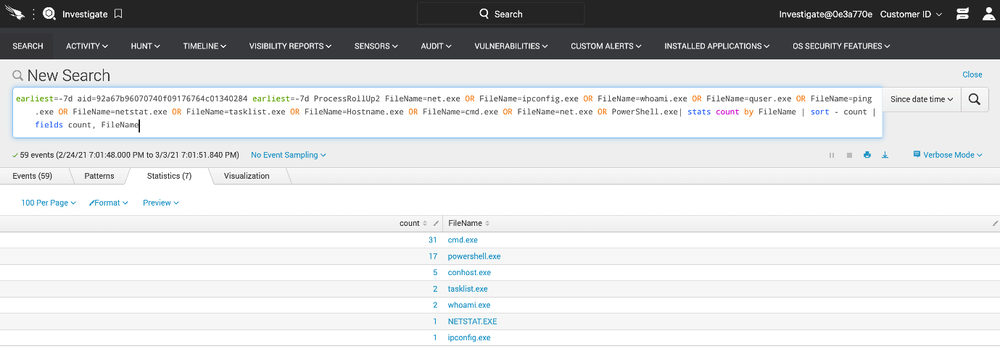 Investigate
Search
Investigate@0e3a770e Customer ID
SEARCH ACTIVITY HUNT TIMELINE VISIBILITY REPORTS SENSORS AUDIT VULNERABILITIES CUSTOM ALERTS INSTALLED APPLICATIONS OS SECURITY FEATURES
New Search
Close
earliest=-7d aid=92a67b96070740f09176764c01340284 earliest=-7d ProcessRollUp2 FileName=net.exe OR FileName=ipconfig.exe OR FileName=whoami.exe OR FileName=quser.exe OR FileName=ping
.exe OR FileName=netstat.exe OR FileName=tasklist.exe OR FileName=Hostname.exe OR FileName=cmd.exe OR FileName=net.exe OR PowerShell.exe| stats count by FileName | sort - count |
fields count, FileName
Since date time
59 events (2/24/21 7:01:48.000 PM to 3/3/21 7:01:51.840 PM) No Event Sampling
Verbose Mode
Events (59) Patterns Statistics (7) Visualization
100 Per Page Format Preview
count FileName
31 cmd.exe
17 powershell.exe
5 conhost.exe
2 tasklist.exe
2 whoami.exe
1 NETSTAT.EXE
1 ipconfig.exe